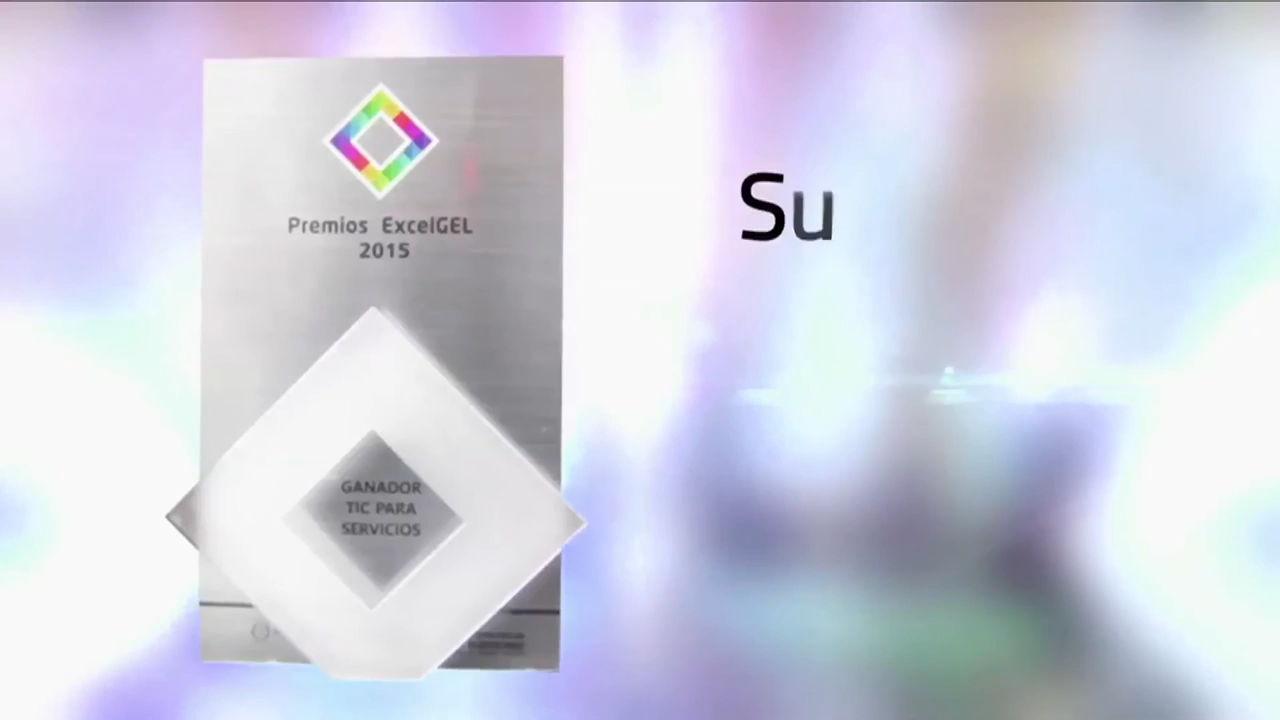 Premios ExcelGEL
2015
Su
GANADOR
TIC PARA
SERVICIOS